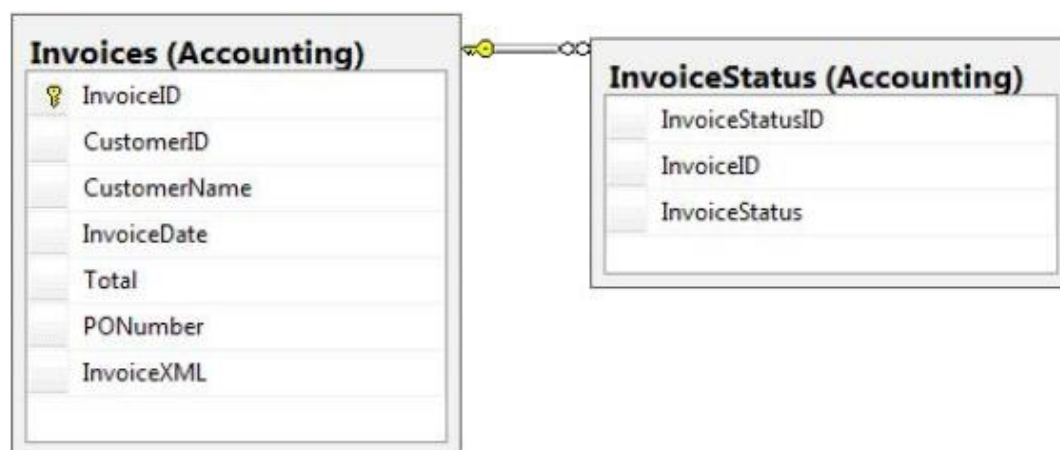 Invoices (Accounting)
InvoiceID
CustomerID
CustomerName
InvoiceDate
Total
PONumber
InvoiceXML
InvoiceStatus (Accounting)
InvoiceStatusID
InvoiceID
InvoiceStatus